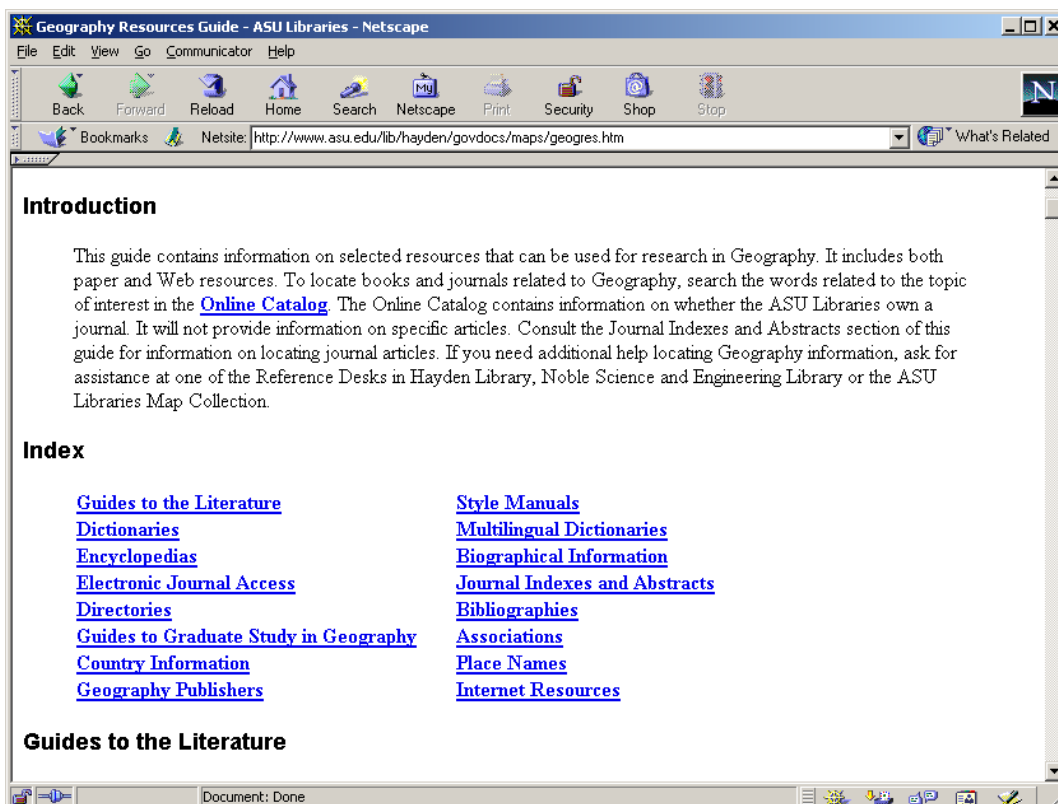 Geography Resources Guide - ASU Libraries - Netscape
File Edit View Go Communicator Help
My
N
Back Forward Reload Home Search Netscape Print Security Shop Stop
Bookmarks Netsite: http://www.asu.edu/lib/hayden/govdocs/maps/geogres.htm What's Related
Introduction
This guide contains information on selected resources that can be used for research in Geography. It includes both
paper and Web resources. To locate books and journals related to Geography, search the words related to the topic
of interest in the Online Catalog. The Online Catalog contains information on whether the ASU Libraries own a
journal. It will not provide information on specific articles. Consult the Journal Indexes and Abstracts section of this
guide for information on locating journal articles. If you need additional help locating Geography information, ask for
assistance at one of the Reference Desks in Hayden Library, Noble Science and Engineering Library or the ASU
Libraries Map Collection.
Index
Guides to the Literature
Dictionaries
Encyclopedias
Electronic Journal Access
Directories
Guides to Graduate Study in Geography
Country Information
Geography Publishers
Style Manuals
Multilingual Dictionaries
Biographical Information
Journal Indexes and Abstracts
Bibliographies
Associations
Place Names
Internet Resources
Guides to the Literature
Document: Done